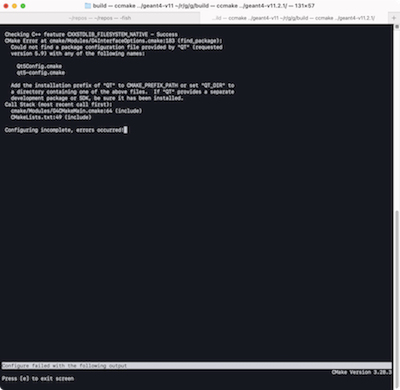 build — ccmake ../geant4-v11 ~/r/g/g/build — ccmake ../geant4-v11.2.1/ — 131×57
~/repos — ~/repos — -fish
Checking C++ feature CXXSTDLIB_FILESYSTEM_NATIVE - Success
CMake Error at cmake/Modules/G4InterfaceOptions.cmake:183 (find_package):
Could not find a package configuration file provided by "QT" (requested
version 5.9) with any of the following names:
Qt5Config.cmake
qt5-config.cmake
Add the installation prefix of "QT" to CMAKE_PREFIX_PATH or set "QT_DIR" to
a directory containing one of the above files. If "QT" provides a separate
development package or SDK, be sure it has been installed.
Call Stack (most recent call first):
cmake/Modules/G4CMakeMain.cmake:64 (include)
CMakeLists.txt:49 (include)
Configuring incomplete, errors occurred!
Configure failed with the following output
CMake Version 3.28.3
Press [e] to exit screen